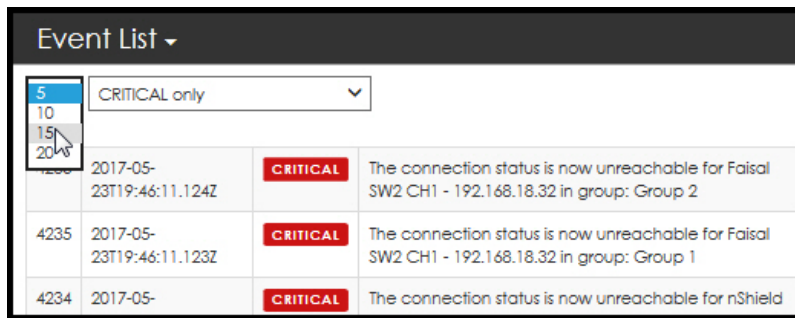 Event List
5
CRITICAL only
10
15
20
2017-05-
23T19:46:11.124Z
CRITICAL
The connection status is now unreachable for Faisal
SW2 CH1 - 192.168.18.32 in group: Group 2
4235
2017-05-
23T19:46:11.123Z
CRITICAL
The connection status is now unreachable for Faisal
SW2 CH1 - 192.168.18.32 in group: Group 1
4234
2017-05-
CRITICAL
The connection status is now unreachable for nShield